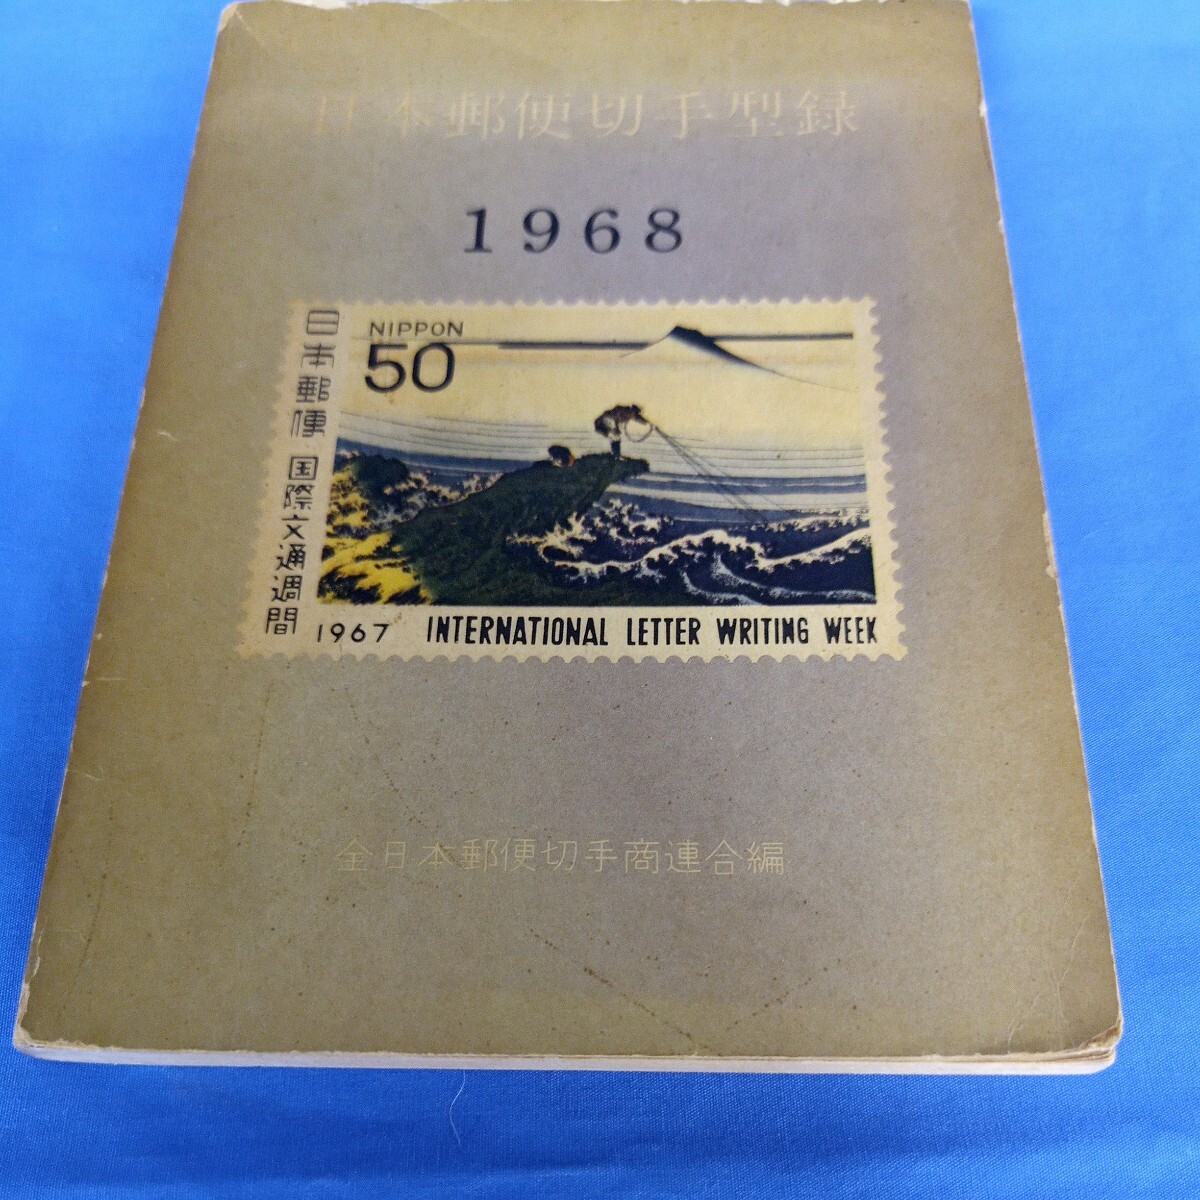 日本郵便切手型録
1968
日本郵便 国際文通週間
NIPPON
50
1967 INTERNATIONAL LETTER WRITING WEEK
全日本郵便切手商連合編